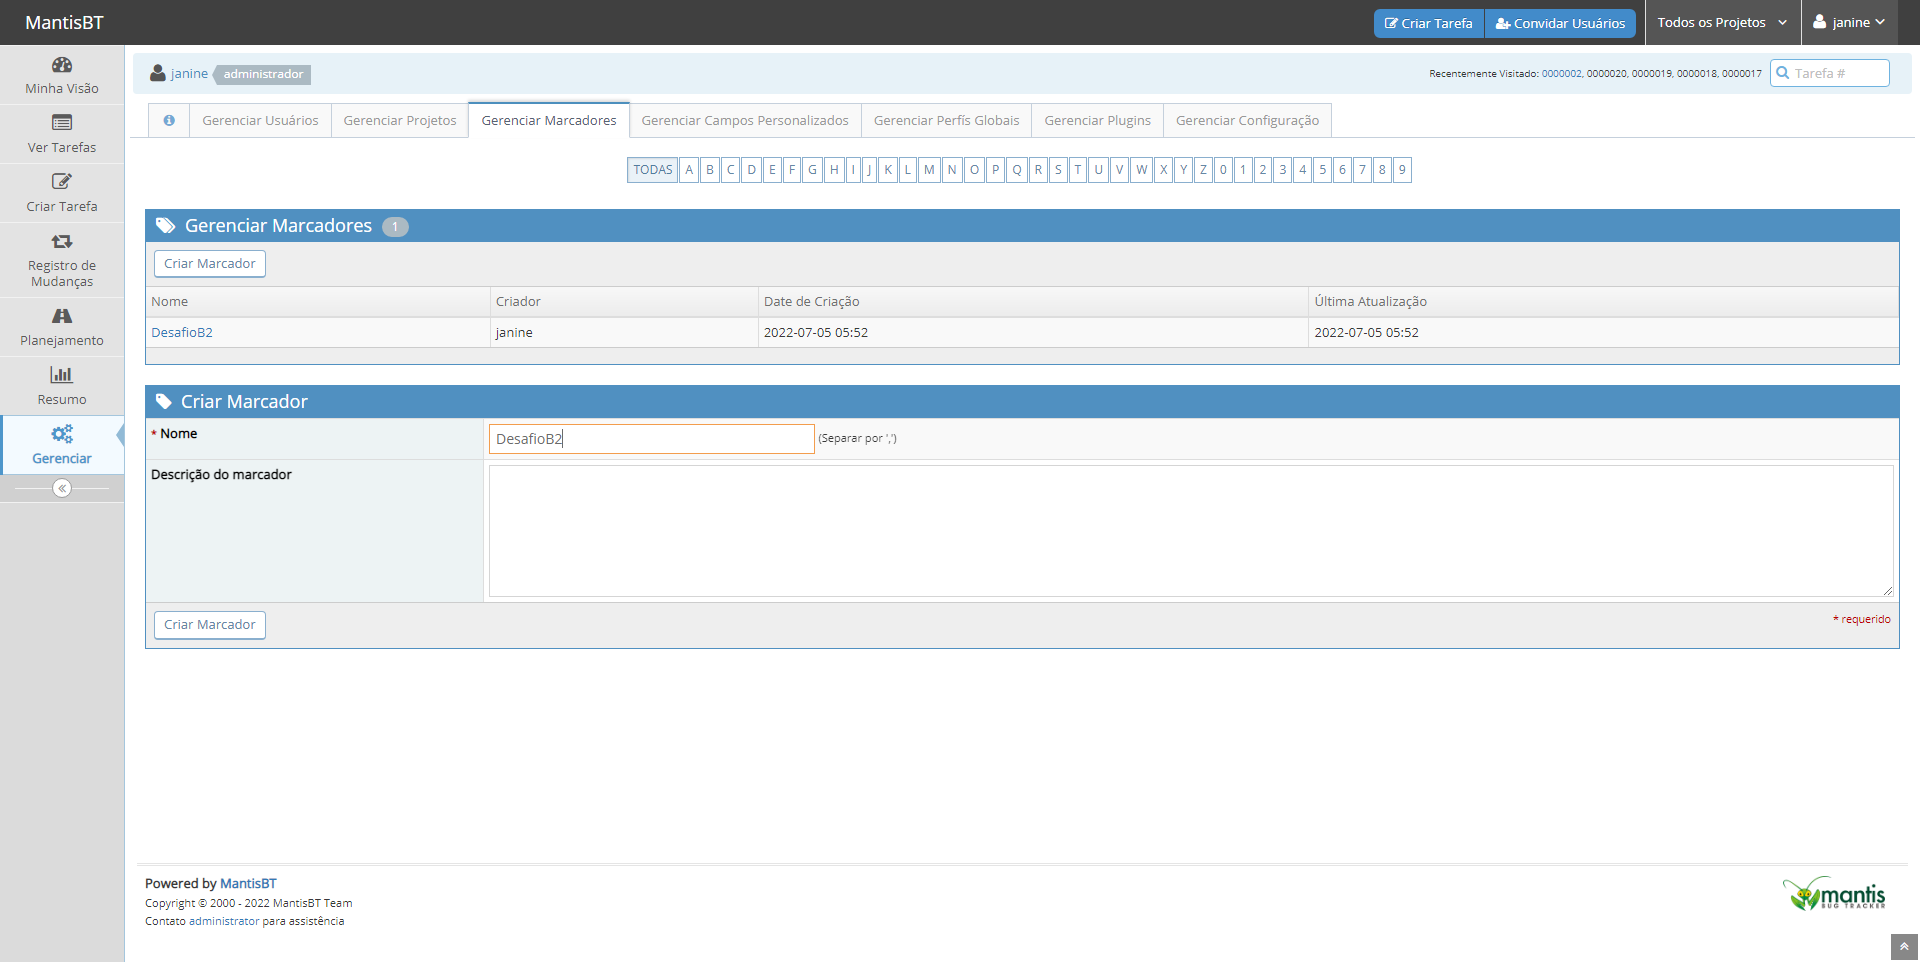 MantisBT
Criar Tarefa
Convidar Usuários
Todos os Projetos
janine
Minha Visão
Ver Tarefas
Criar Tarefa
Registro de
Mudanças
Planejamento
Resumo
Gerenciar
janine administrador
Recentemente Visitado: 0000002, 0000020, 0000019, 0000018, 0000017
Tarefa #
Gerenciar Usuários
Gerenciar Projetos
Gerenciar Marcadores
Gerenciar Campos Personalizados
Gerenciar Perfís Globais
Gerenciar Plugins
Gerenciar Configuração
TODAS A B C D E F G H I J K L M N O P Q R S T U V W X Y Z 0 1 2 3 4 5 6 7 8 9
Gerenciar Marcadores 1
Criar Marcador
Nome Criador Date de Criação Última Atualização
DesafioB2 janine 2022-07-05 05:52 2022-07-05 05:52
Criar Marcador
* Nome DesafioB2 (Separar por ',')
Descrição do marcador
Criar Marcador
* requerido
Powered by MantisBT
Copyright © 2000 - 2022 MantisBT Team
Contato administrator para assistência
mantis
BUG TRACKER